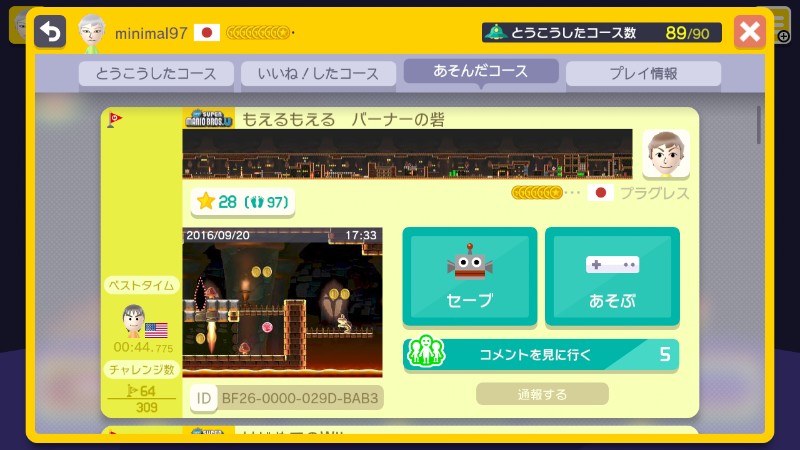 minimal97
とうこうしたコース数 89/90
とうこうしたコース
いいね！したコース
あそんだコース
プレイ情報
SUPER
MARIO BROS. U
もえるもえる バーナーの砦
28 (97)
プラグレス
2016/09/20 17:33
ベストタイム
00:44.775
チャレンジ数
64
309
セーブ
あそぶ
コメントを見に行く 5
ID BF26-0000-029D-BAB3
通報する
SUPER